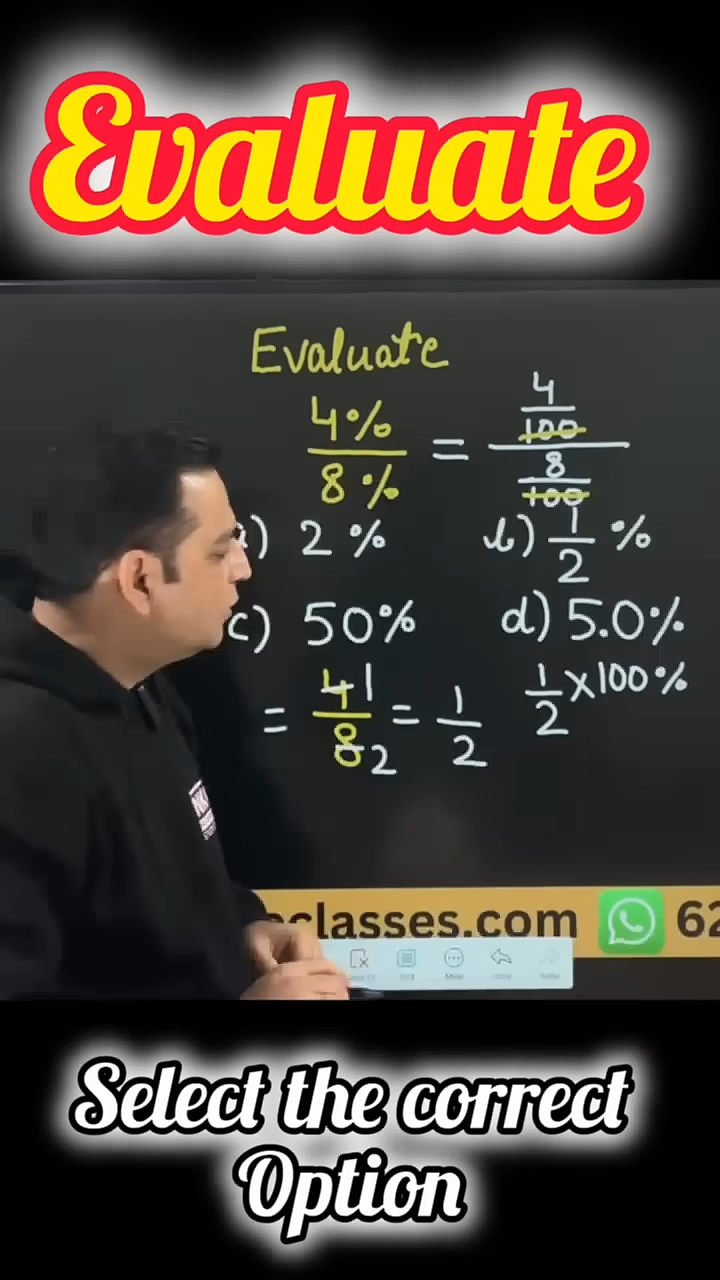 Evaluate
Evaluate
4% / 8% = 4/100 / 8/100
) 2% b) 1/2 %
c) 50% d) 5.0%
= 4 1 / 8 2 = 1/2 1/2 × 100%
classes.com 62
Select the correct
Option